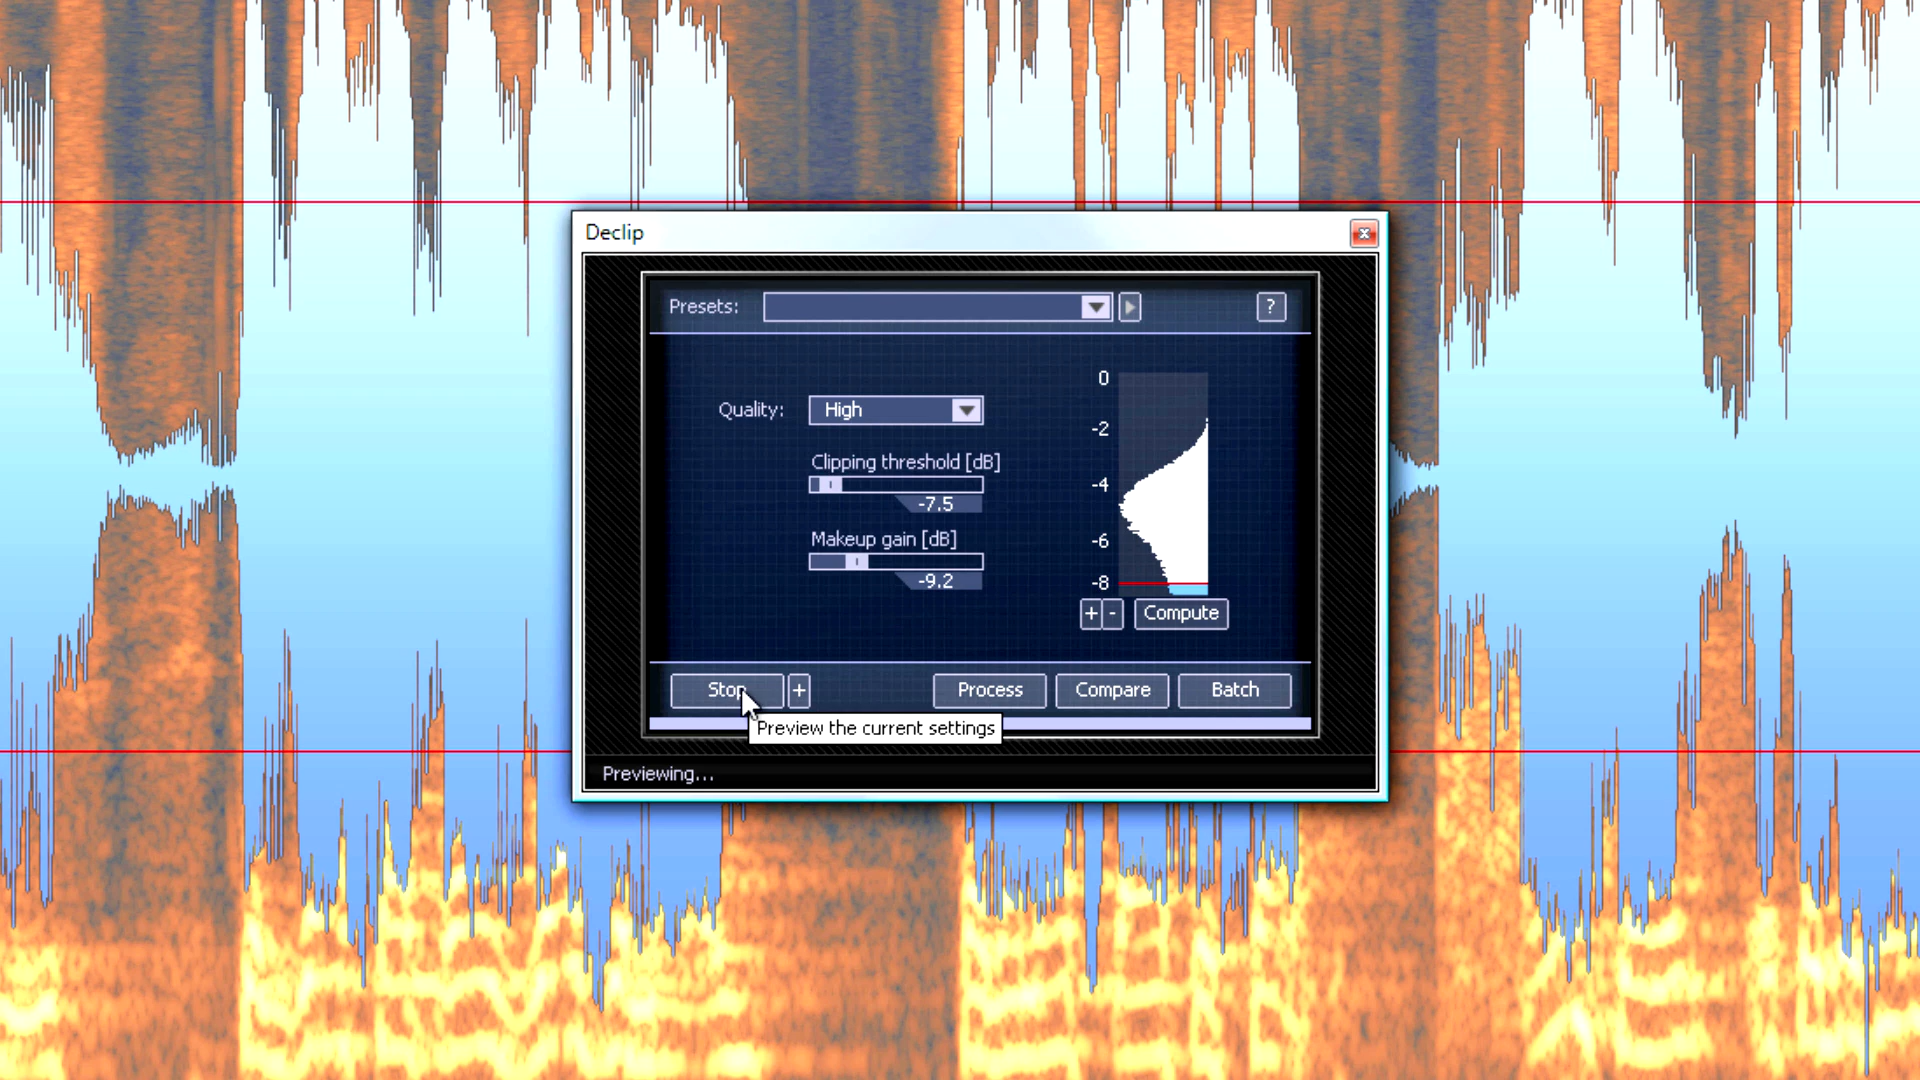 Declip
x
Presets:
?
Quality: High
Clipping threshold [dB]
-7.5
Makeup gain [dB]
-9.2
0
-2
-4
-6
-8
+ - Compute
Stop + Process Compare Batch
Preview the current settings
Previewing...